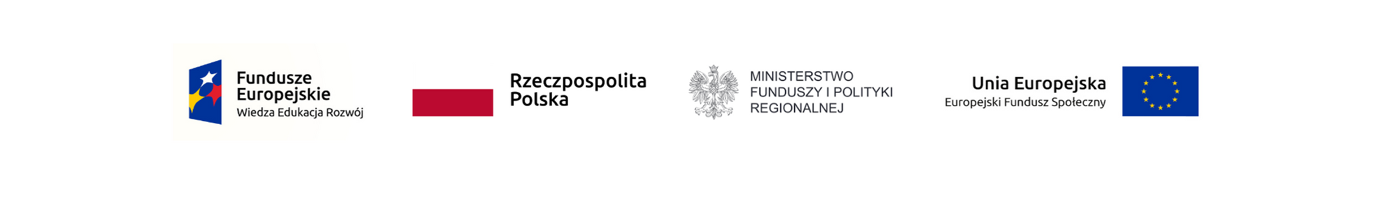 Fundusze
Europejskie
Wiedza Edukacja Rozwój
Rzeczpospolita
Polska
MINISTERSTWO
FUNDUSZY I POLITYKI
REGIONALNEJ
Unia Europejska
Europejski Fundusz Społeczny